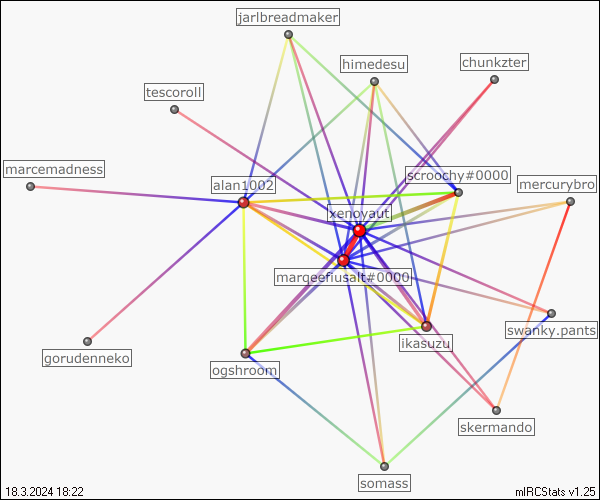 jarlbreadmaker
himedesu
chunkzter
tescoroll
marcemadness
alan1002
scroochy#0000
mercurybro
xenoyaut
marqeefiusalt#0000
swanky.pants
ikasuzu
gorudenneko
ogshroom
skermando
somass
18.3.2024 18:22
mIRCStats v1.25